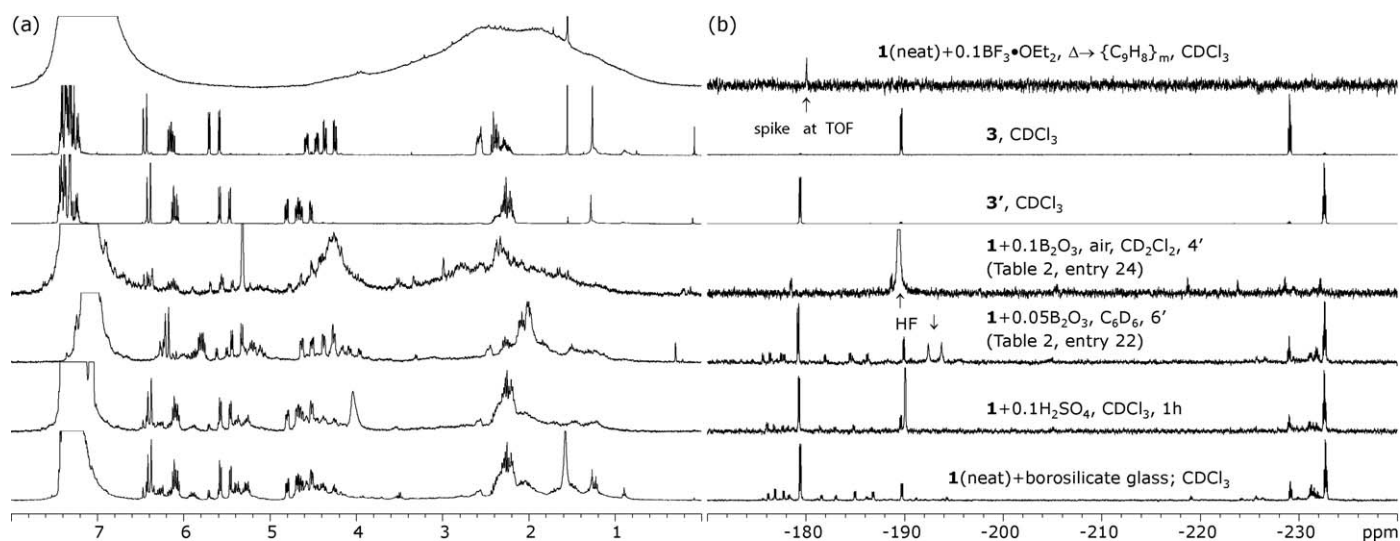 (a)
(b)
1(neat)+0.1BF₃•OEt₂, Δ→ {C₉H₈}ₘ, CDCl₃
spike at TOF
3, CDCl₃
3′, CDCl₃
1+0.1B₂O₃, air, CD₂Cl₂, 4′
(Table 2, entry 24)
HF
1+0.05B₂O₃, C₆D₆, 6′
(Table 2, entry 22)
1+0.1H₂SO₄, CDCl₃, 1h
1(neat)+borosilicate glass; CDCl₃
7 6 5 4 3 2 1
-180 -190 -200 -210 -220 -230 ppm